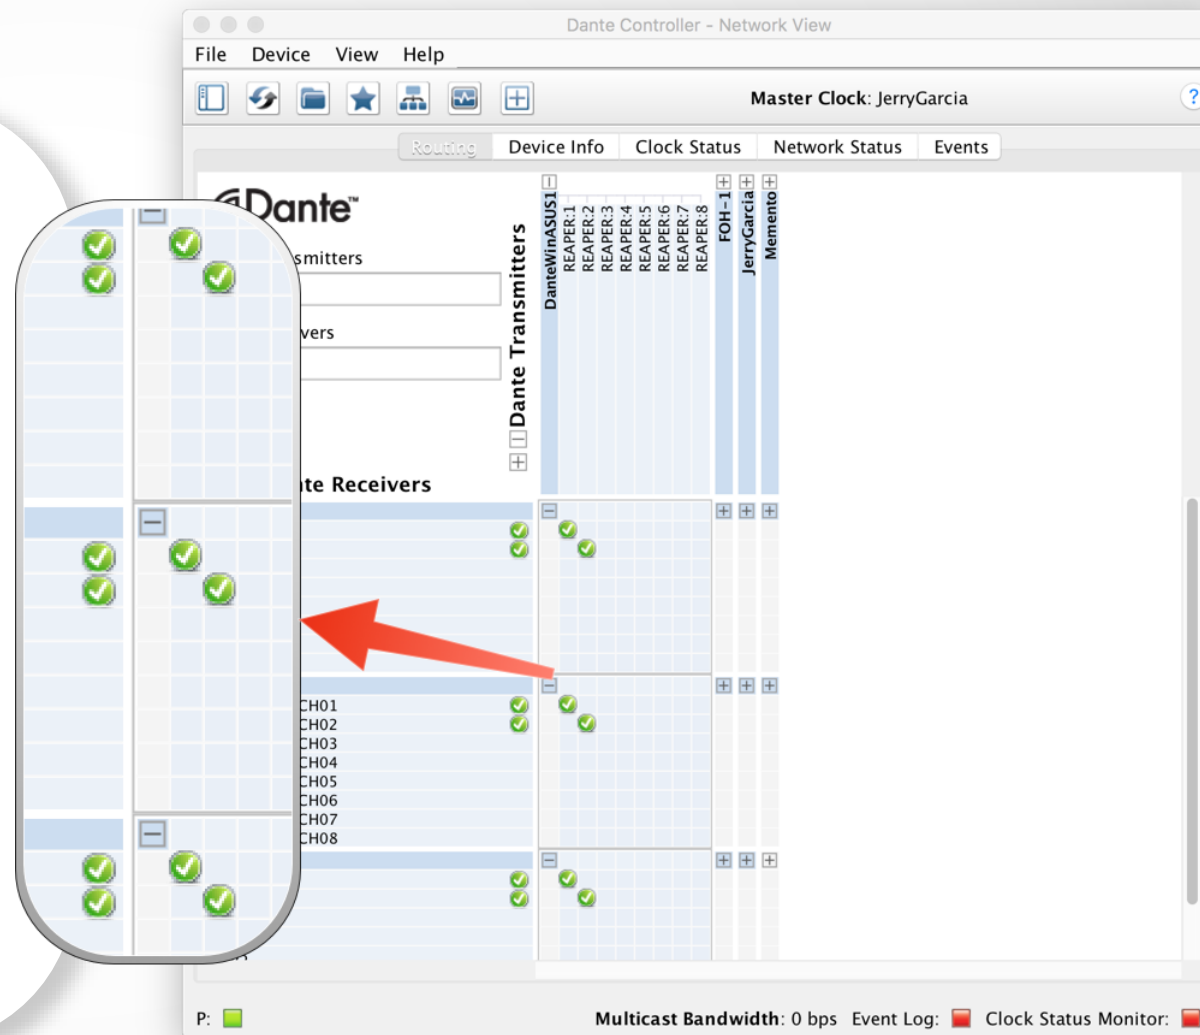 Dante Controller - Network View
File Device View Help
Master Clock: JerryGarcia
?
Routing Device Info Clock Status Network Status Events
Dante™
smitters
vers
Dante Transmitters
DanteWinASUS1
REAPER:1
REAPER:2
REAPER:3
REAPER:4
REAPER:5
REAPER:6
REAPER:7
REAPER:8
FOH-1
JerryGarcia
Memento
te Receivers
CH01
CH02
CH03
CH04
CH05
CH06
CH07
CH08
P: Multicast Bandwidth: 0 bps Event Log: Clock Status Monitor: